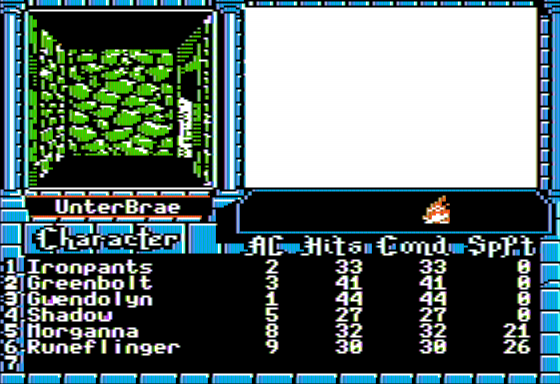 UnterBrae
Character AC Hits Cond SpPt
1 Ironpants 2 33 33 0
2 Greenbolt 3 41 41 0
3 Gwendolyn 1 44 44 0
4 Shadow 5 27 27 0
5 Morganna 8 32 32 21
6 Runeflinger 9 30 30 26
7